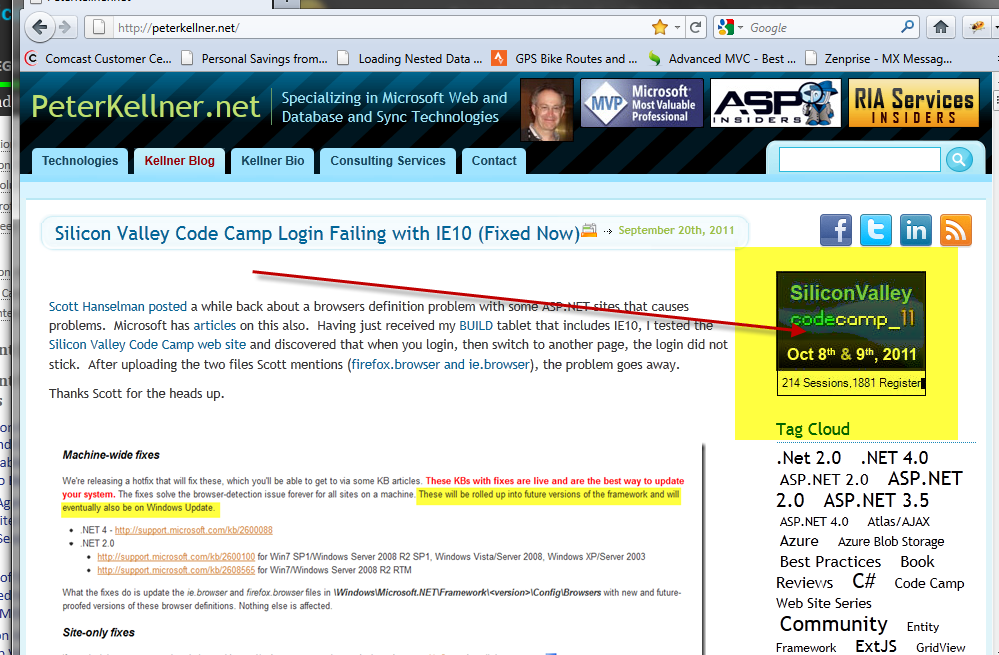 http://peterkellner.net/
Google
Comcast Customer Ce... Personal Savings from... Loading Nested Data ... GPS Bike Routes and ... Advanced MVC - Best ... Zenprise - MX Messag...
PeterKellner.net
Specializing in Microsoft Web and
Database and Sync Technologies
MVP Microsoft®
Most Valuable
Professional
ASP
INSIDERS
RIA Services
INSIDERS
Technologies Kellner Blog Kellner Bio Consulting Services Contact
Silicon Valley Code Camp Login Failing with IE10 (Fixed Now)
September 20th, 2011
Scott Hanselman posted a while back about a browsers definition problem with some ASP.NET sites that causes
problems. Microsoft has articles on this also. Having just received my BUILD tablet that includes IE10, I tested the
Silicon Valley Code Camp web site and discovered that when you login, then switch to another page, the login did not
stick. After uploading the two files Scott mentions (firefox.browser and ie.browser), the problem goes away.
Thanks Scott for the heads up.
Machine-wide fixes
We're releasing a hotfix that will fix these, which you'll be able to get to via some KB articles. These KBs with fixes are live and are the best way to update
your system. The fixes solve the browser-detection issue forever for all sites on a machine. These will be rolled up into future versions of the framework and will
eventually also be on Windows Update.
.NET 4 - http://support.microsoft.com/kb/2600088
.NET 2.0
http://support.microsoft.com/kb/2600100 for Win7 SP1/Windows Server 2008 R2 SP1, Windows Vista/Server 2008, Windows XP/Server 2003
http://support.microsoft.com/kb/2608565 for Win7/Windows Server 2008 R2 RTM
What the fixes do is update the ie.browser and firefox.browser files in \Windows\Microsoft.NET\Framework\<version>\Config\Browsers with new and future-
proofed versions of these browser definitions. Nothing else is affected.
Site-only fixes
SiliconValley
codecamp_11
Oct 8th & 9th, 2011
214 Sessions,1881 Register
Tag Cloud
.Net 2.0 .NET 4.0
ASP.NET 2.0 ASP.NET
2.0 ASP.NET 3.5
ASP.NET 4.0 Atlas/AJAX
Azure Azure Blob Storage
Best Practices Book
Reviews C# Code Camp
Web Site Series
Community Entity
Framework ExtJS GridView